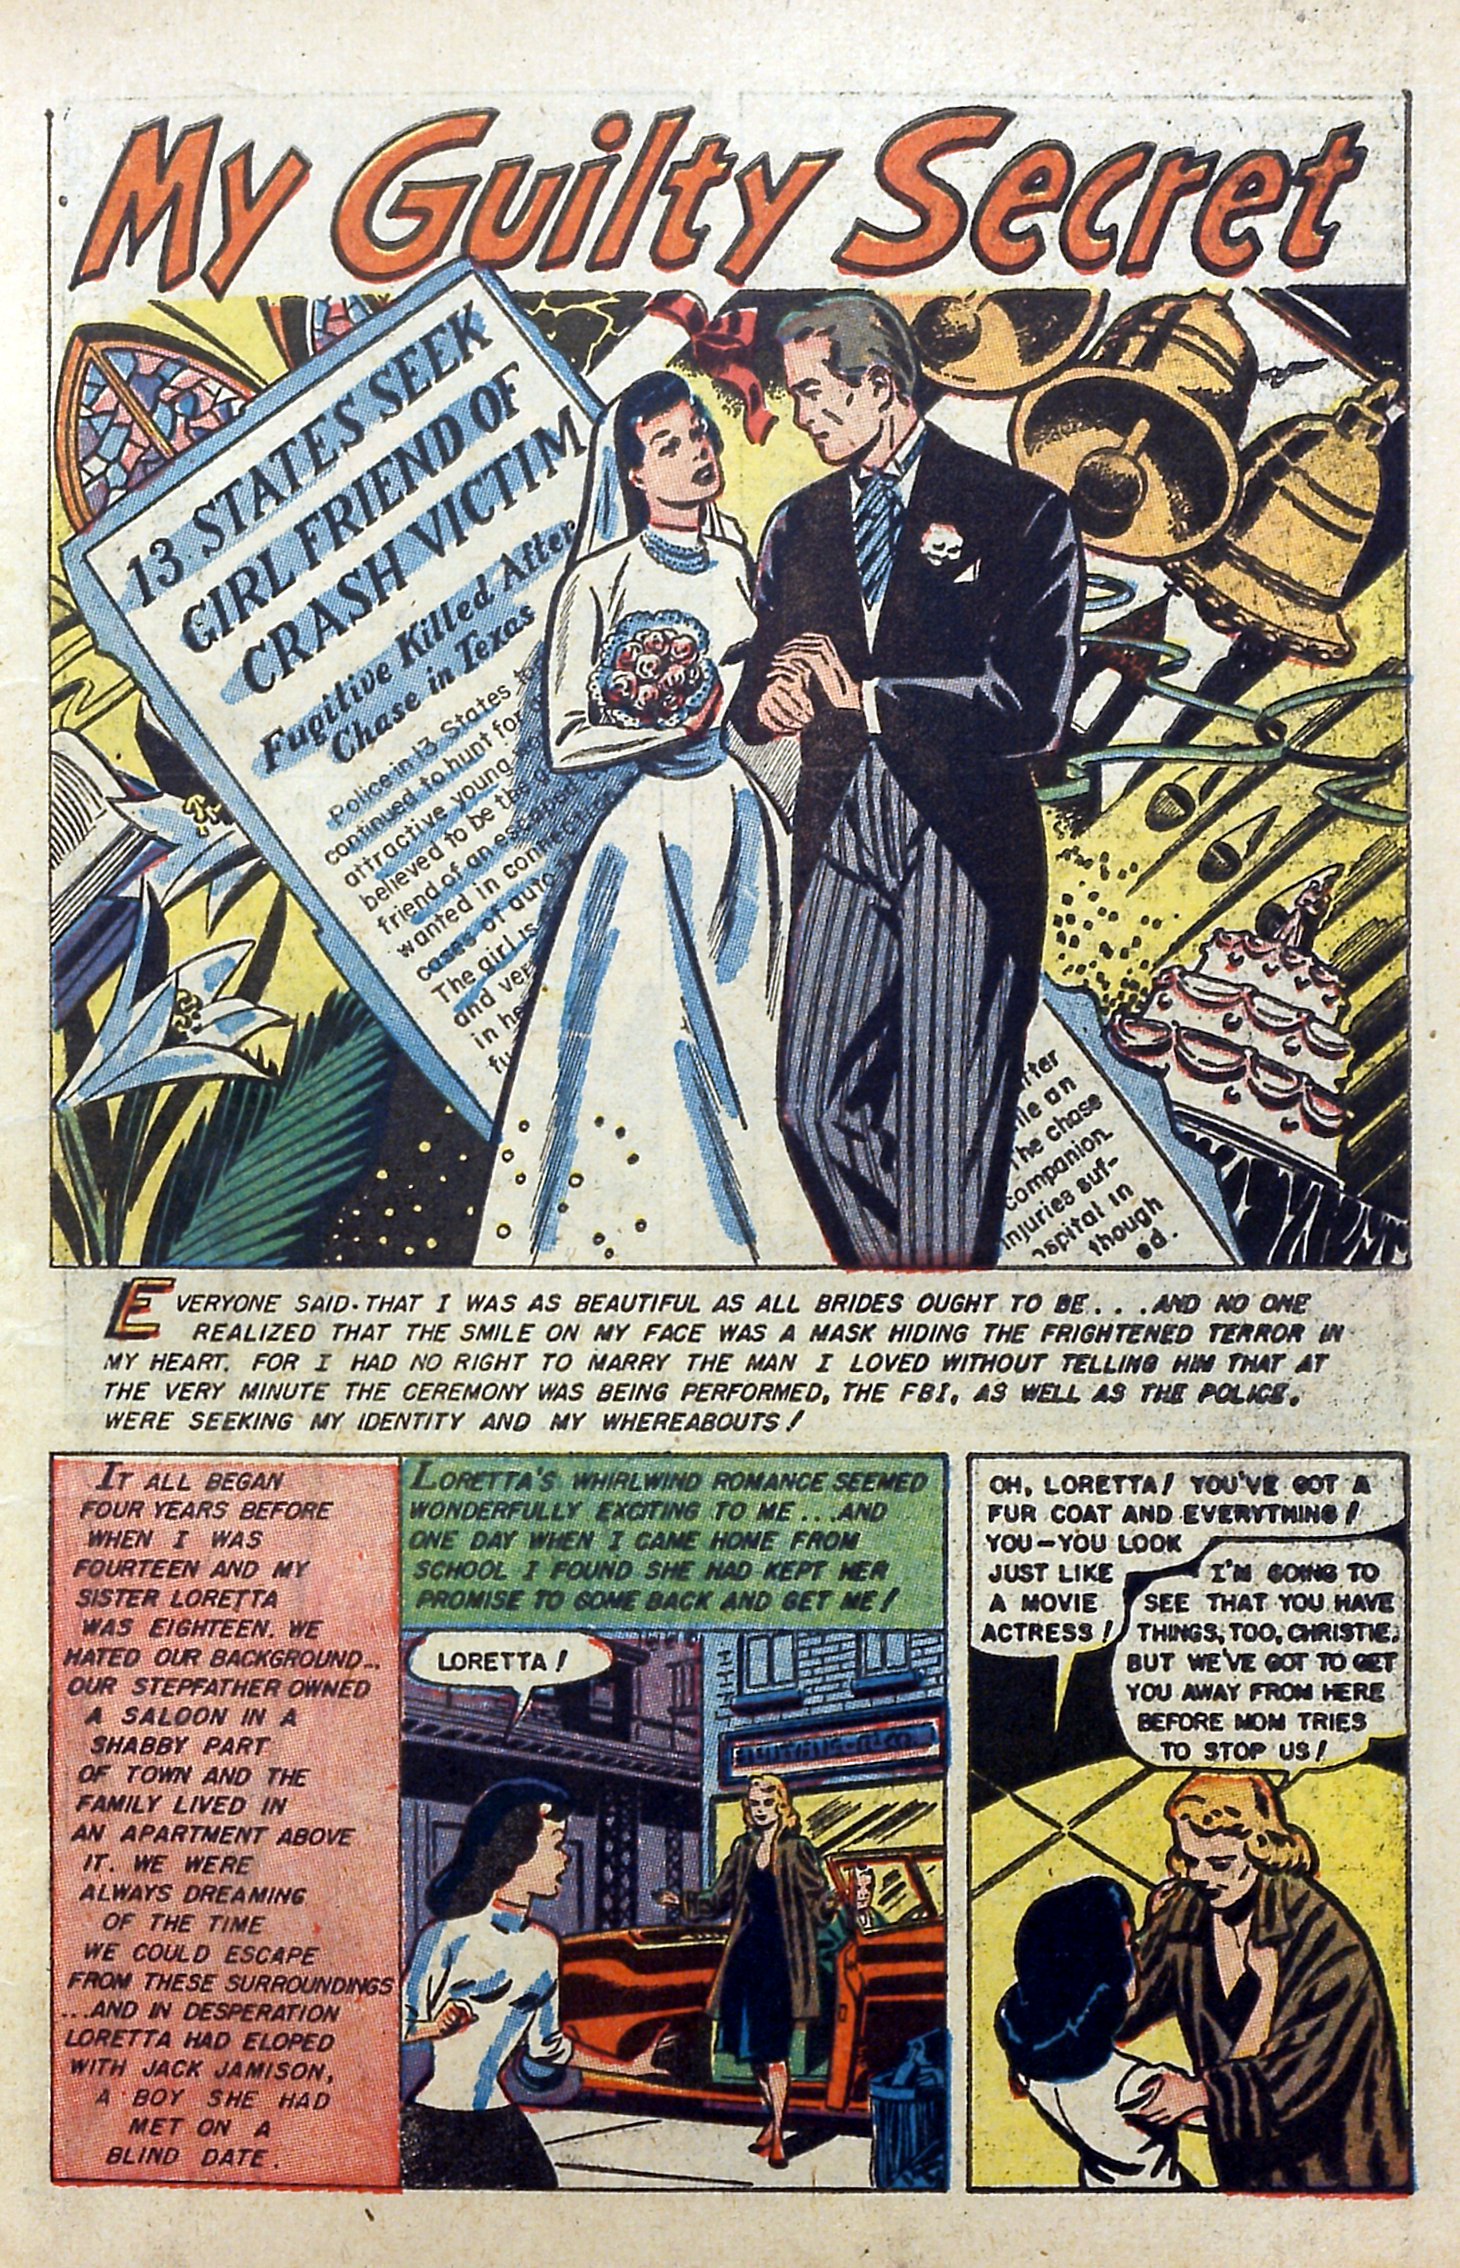 My Guilty Secret
13 STATES SEEK
GIRL FRIEND OF
CRASH VICTIM
Fugitive Killed After
Chase in Texas
Police in 13 States
continued to hunt for
attractive young
believed to be the
friend of an escaped
wanted in connection
case of auto
The girl is
and
in
after
an
the chase
companion.
injuries suf-
in
though
EVERYONE SAID THAT I WAS AS BEAUTIFUL AS ALL BRIDES OUGHT TO BE....AND NO ONE
REALIZED THAT THE SMILE ON MY FACE WAS A MASK HIDING THE FRIGHTENED TERROR IN
MY HEART. FOR I HAD NO RIGHT TO MARRY THE MAN I LOVED WITHOUT TELLING HIM THAT AT
THE VERY MINUTE THE CEREMONY WAS BEING PERFORMED, THE FBI, AS WELL AS THE POLICE,
WERE SEEKING MY IDENTITY AND MY WHEREABOUTS!
IT ALL BEGAN
FOUR YEARS BEFORE
WHEN I WAS
FOURTEEN AND MY
SISTER LORETTA
WAS EIGHTEEN. WE
HATED OUR BACKGROUND...
OUR STEPFATHER OWNED
A SALOON IN A
SHABBY PART
OF TOWN AND THE
FAMILY LIVED IN
AN APARTMENT ABOVE
IT. WE WERE
ALWAYS DREAMING
OF THE TIME
WE COULD ESCAPE
FROM THESE SURROUNDINGS
...AND IN DESPERATION
LORETTA HAD ELOPED
WITH JACK JAMISON,
A BOY SHE HAD
MET ON A
BLIND DATE.
LORETTA'S WHIRLWIND ROMANCE SEEMED
WONDERFULLY EXCITING TO ME...AND
ONE DAY WHEN I CAME HOME FROM
SCHOOL I FOUND SHE HAD KEPT HER
PROMISE TO COME BACK AND GET ME!
LORETTA!
OH, LORETTA! YOU'VE GOT A
FUR COAT AND EVERYTHING!
YOU-YOU LOOK
JUST LIKE
A MOVIE
ACTRESS!
I'M GOING TO
SEE THAT YOU HAVE
THINGS, TOO, CHRISTIE.
BUT WE'VE GOT TO GET
YOU AWAY FROM HERE
BEFORE MOM TRIES
TO STOP US!